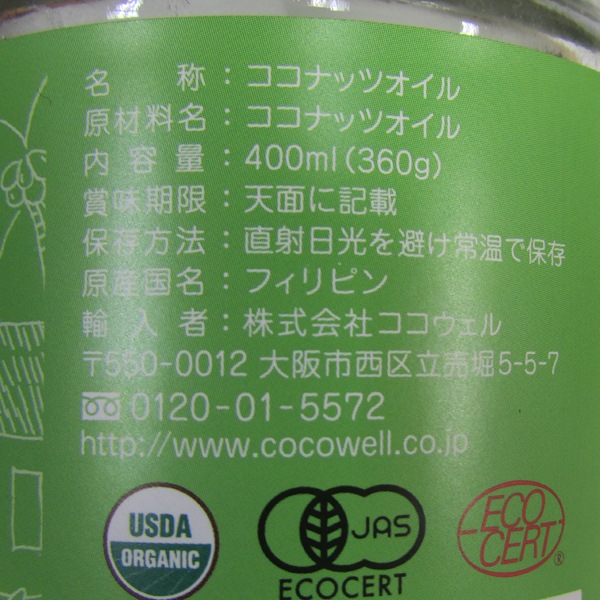 名　称：ココナッツオイル
原材料名：ココナッツオイル
内容量：400ml(360g)
賞味期限：天面に記載
保存方法：直射日光を避け常温で保存
原産国名：フィリピン
輸入者：株式会社ココウェル
〒550-0012 大阪市西区立売堀5-5-7
0120-01-5572
http://www.cocowell.co.jp
USDA
ORGANIC
JAS
ECOCERT
ECO
CERT®